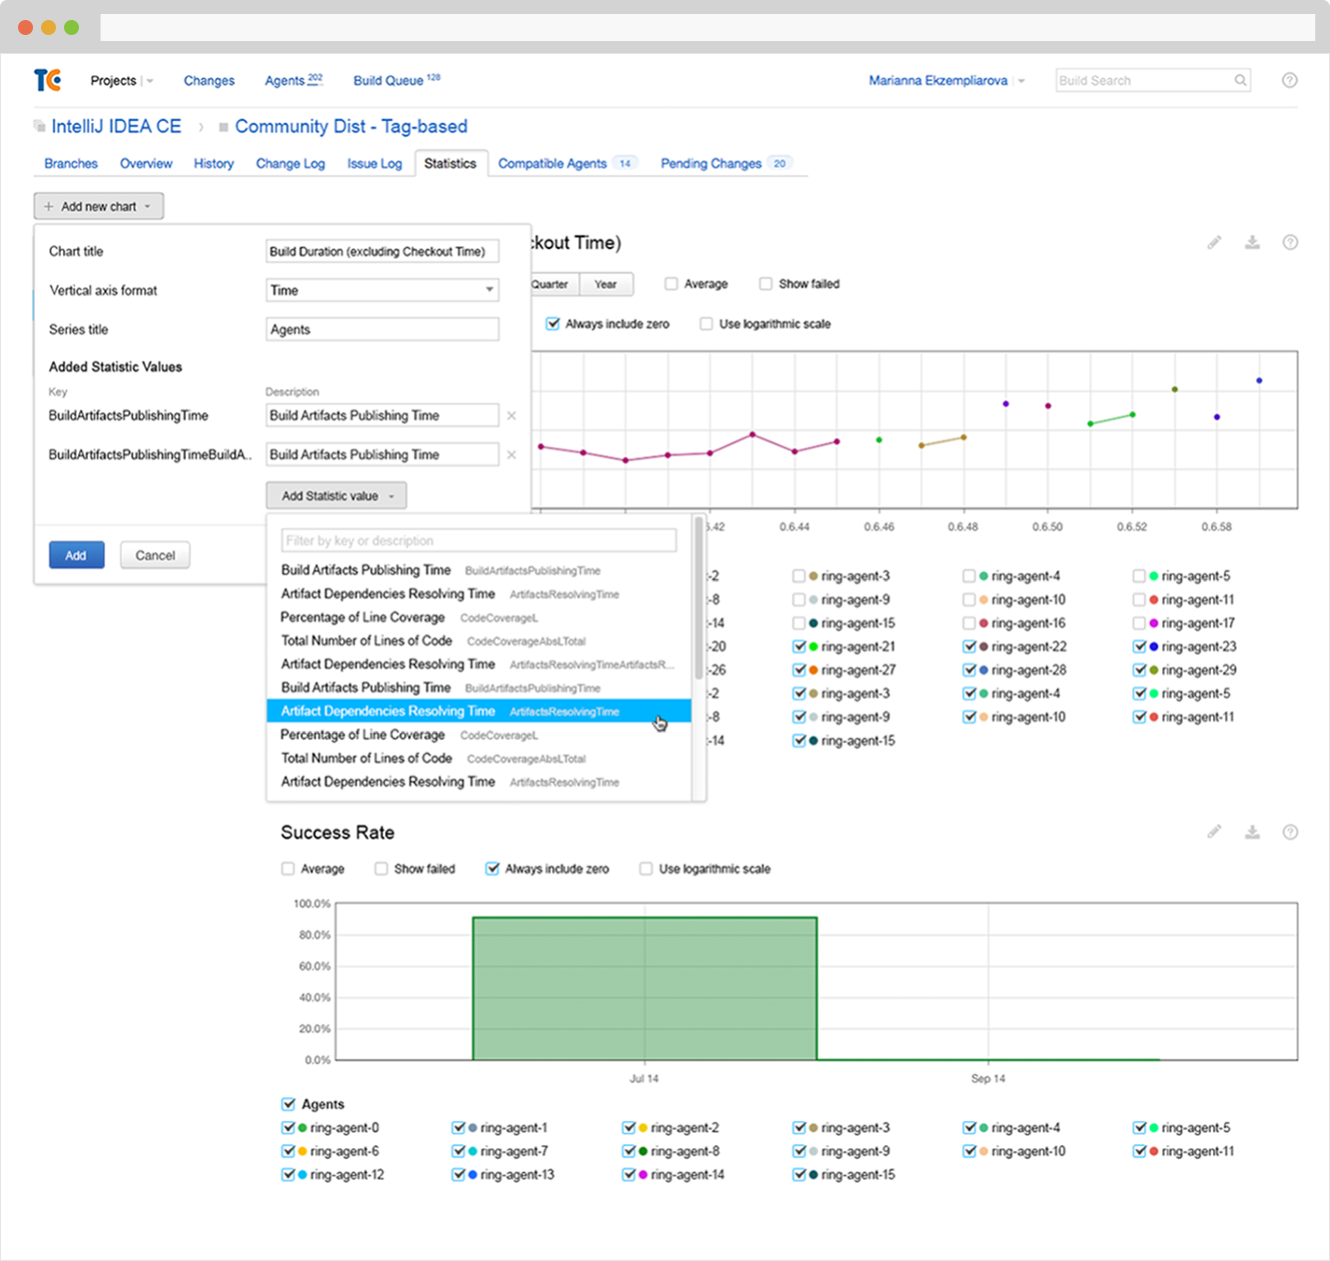 TC Projects Changes Agents 202 Build Queue 128 Marianna Ekzempliarova Build Search ?
IntelliJ IDEA CE › Community Dist - Tag-based
Branches Overview History Change Log Issue Log Statistics Compatible Agents 14 Pending Changes 20
+ Add new chart
Chart title Build Duration (excluding Checkout Time)
Vertical axis format Time
Series title Agents
Added Statistic Values
Key Description
BuildArtifactsPublishingTime Build Artifacts Publishing Time ×
BuildArtifactsPublishingTimeBuildA.. Build Artifacts Publishing Time ×
Add Statistic value
Add Cancel
Filter by key or description
Build Artifacts Publishing Time BuildArtifactsPublishingTime
Artifact Dependencies Resolving Time ArtifactsResolvingTime
Percentage of Line Coverage CodeCoverageL
Total Number of Lines of Code CodeCoverageAbsLTotal
Artifact Dependencies Resolving Time ArtifactsResolvingTimeArtifactsR...
Build Artifacts Publishing Time BuildArtifactsPublishingTime
Artifact Dependencies Resolving Time ArtifactsResolvingTime
Percentage of Line Coverage CodeCoverageL
Total Number of Lines of Code CodeCoverageAbsLTotal
Artifact Dependencies Resolving Time ArtifactsResolvingTime
ckout Time) ?
Quarter Year Average Show failed
Always include zero Use logarithmic scale
.42 0.6.44 0.6.46 0.6.48 0.6.50 0.6.52 0.6.58
-2 ring-agent-3 ring-agent-4 ring-agent-5
-8 ring-agent-9 ring-agent-10 ring-agent-11
-14 ring-agent-15 ring-agent-16 ring-agent-17
-20 ring-agent-21 ring-agent-22 ring-agent-23
-26 ring-agent-27 ring-agent-28 ring-agent-29
-2 ring-agent-3 ring-agent-4 ring-agent-5
-8 ring-agent-9 ring-agent-10 ring-agent-11
-14 ring-agent-15
Success Rate ?
Average Show failed Always include zero Use logarithmic scale
100.0%
80.0%
60.0%
40.0%
20.0%
0.0%
Jul 14 Sep 14
Agents
ring-agent-0 ring-agent-1 ring-agent-2 ring-agent-3 ring-agent-4 ring-agent-5
ring-agent-6 ring-agent-7 ring-agent-8 ring-agent-9 ring-agent-10 ring-agent-11
ring-agent-12 ring-agent-13 ring-agent-14 ring-agent-15